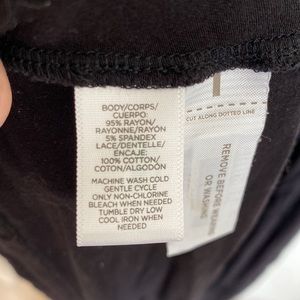 BODY/CORPS/
CUERPO:
95% RAYON/
RAYONNE/RAYÓN
5% SPANDEX
LACE/DENTELLE/
ENCAJE:
100% COTTON/
COTON/ALGODÓN
MACHINE WASH COLD
GENTLE CYCLE
ONLY NON-CHLORINE
BLEACH WHEN NEEDED
TUMBLE DRY LOW
COOL IRON WHEN
NEEDED
CUT ALONG DOTTED LINE
REMOVE BEFORE WEARING
OR WASHING